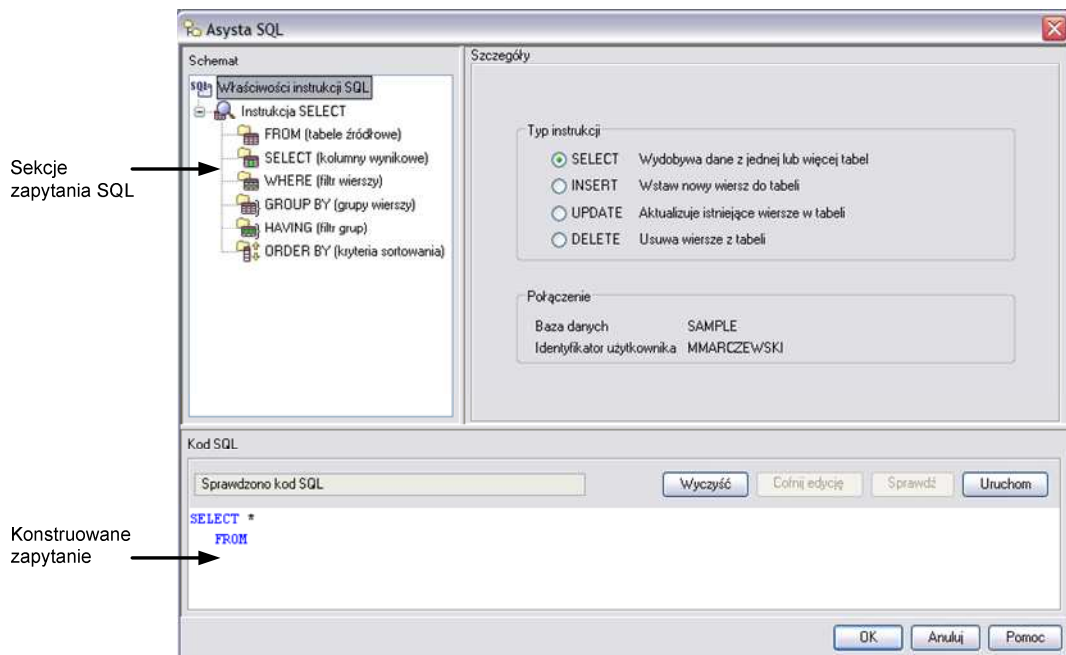 Asysta SQL
Schemat
Właściwości instrukcji SQL
Instrukcja SELECT
FROM (tabele źródłowe)
SELECT (kolumny wynikowe)
WHERE (filtr wierszy)
GROUP BY (grupy wierszy)
HAVING (filtr grup)
ORDER BY (kryteria sortowania)
Sekcje
zapytania SQL
Szczegóły
Typ instrukcji
SELECT Wydobywa dane z jednej lub więcej tabel
INSERT Wstaw nowy wiersz do tabeli
UPDATE Aktualizuje istniejące wiersze w tabeli
DELETE Usuwa wiersze z tabeli
Połączenie
Baza danych SAMPLE
Identyfikator użytkownika MMARCZEWSKI
Kod SQL
Sprawdzono kod SQL
Wyczyść Cofnij edycję Sprawdź Uruchom
SELECT *
FROM
Konstruowane
zapytanie
OK Anuluj Pomoc